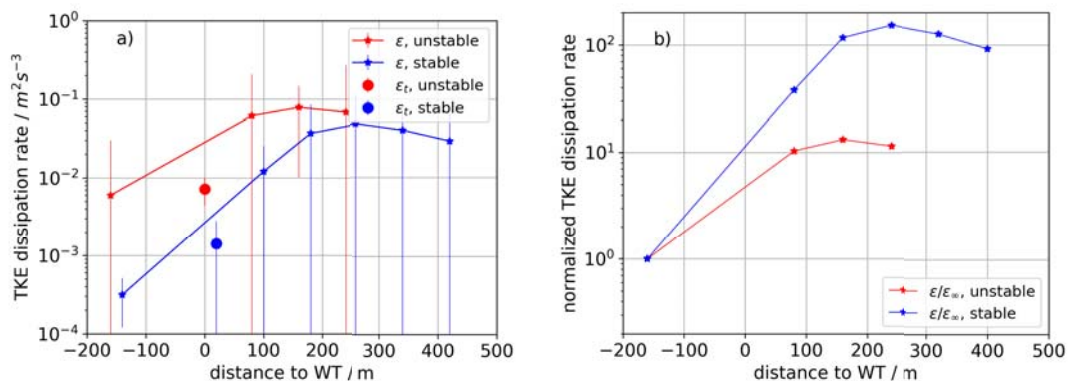 a)
TKE dissipation rate / m²s⁻³
10⁰
10⁻¹
10⁻²
10⁻³
10⁻⁴
ε, unstable
ε, stable
εₜ, unstable
εₜ, stable
−200 −100 0 100 200 300 400 500
distance to WT / m
b)
normalized TKE dissipation rate
10²
10¹
10⁰
ε/ε∞, unstable
ε/ε∞, stable
−200 −100 0 100 200 300 400 500
distance to WT / m